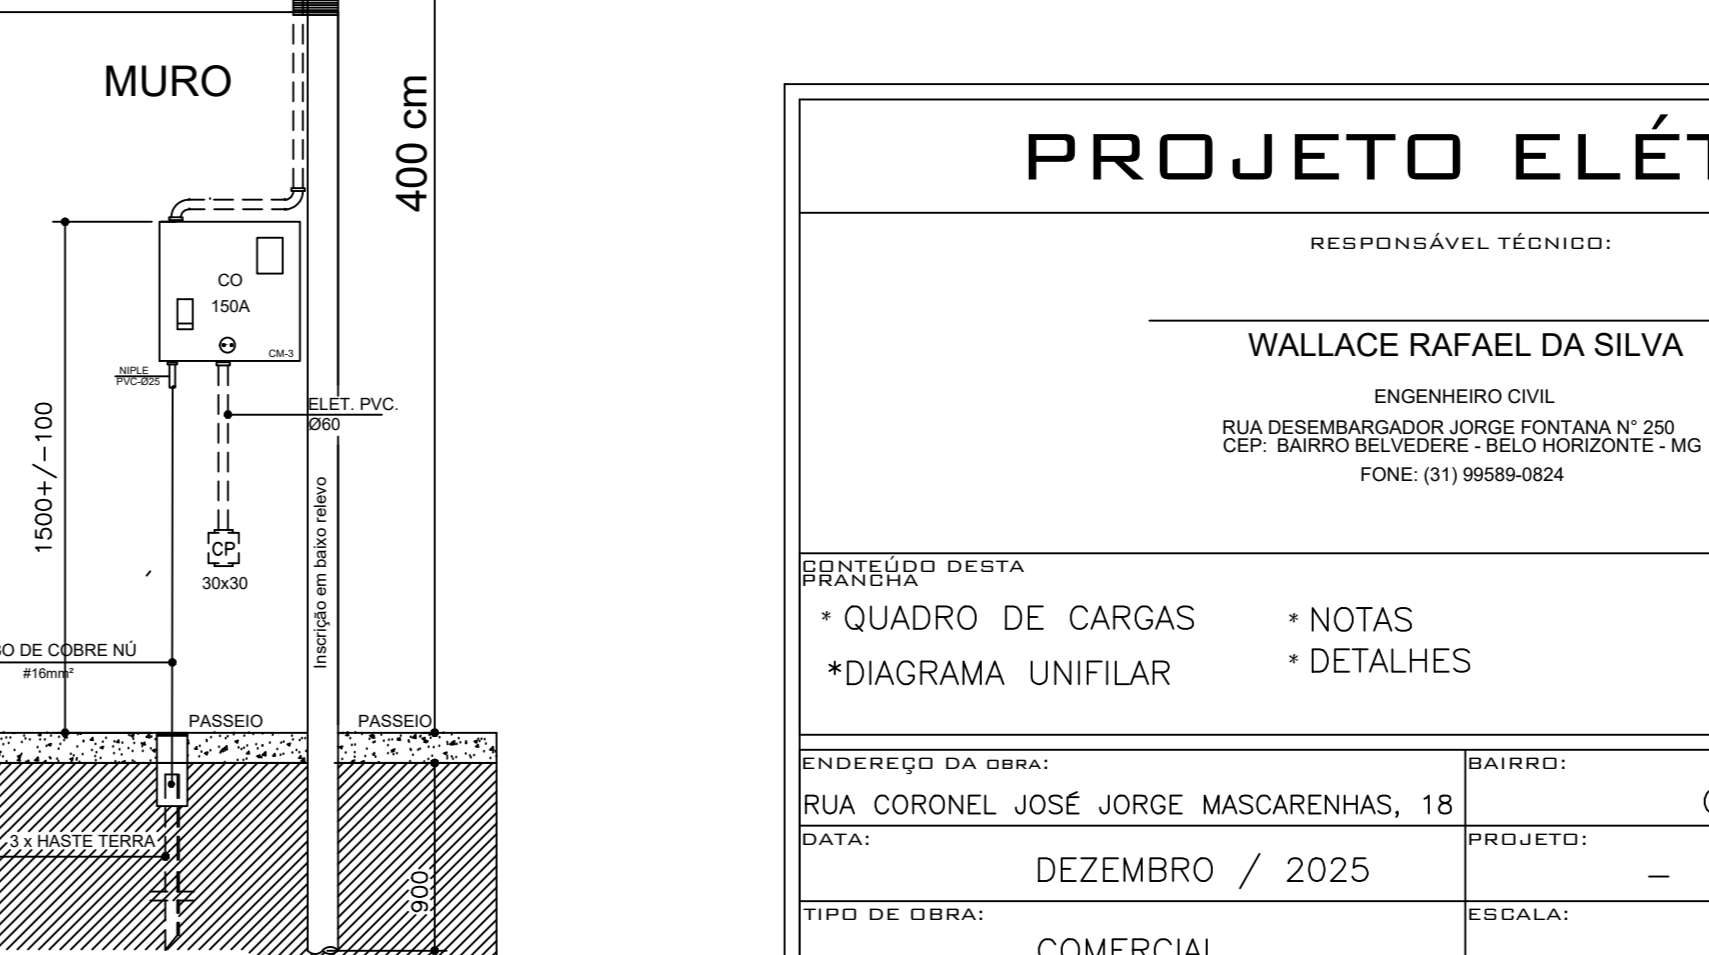 MURO
400 cm
CO
150A
CM-3
NIPLE
PVC-Ø25
ELET. PVC.
Ø60
1500+/-100
Inscrição em baixo relevo
CP
30x30
DE COBRE NÚ
#16mm²
PASSEIO
PASSEIO
3 x HASTE TERRA
900
PROJETO
RESPONSÁVEL TÉCNICO:
WALLACE RAFAEL DA SILVA
ENGENHEIRO CIVIL
RUA DESEMBARGADOR JORGE FONTANA N° 250
CEP: BAIRRO BELVEDERE - BELO HORIZONTE - MG
FONE: (31) 99589-0824
CONTEÚDO DESTA
PRANCHA
* QUADRO DE CARGAS
*DIAGRAMA UNIFILAR
* NOTAS
* DETALHES
ENDEREÇO DA OBRA:
RUA CORONEL JOSÉ JORGE MASCARENHAS, 18
BAIRRO:
DATA:
DEZEMBRO / 2025
PROJETO:
–
TIPO DE OBRA:
COMERCIAL
ESCALA: